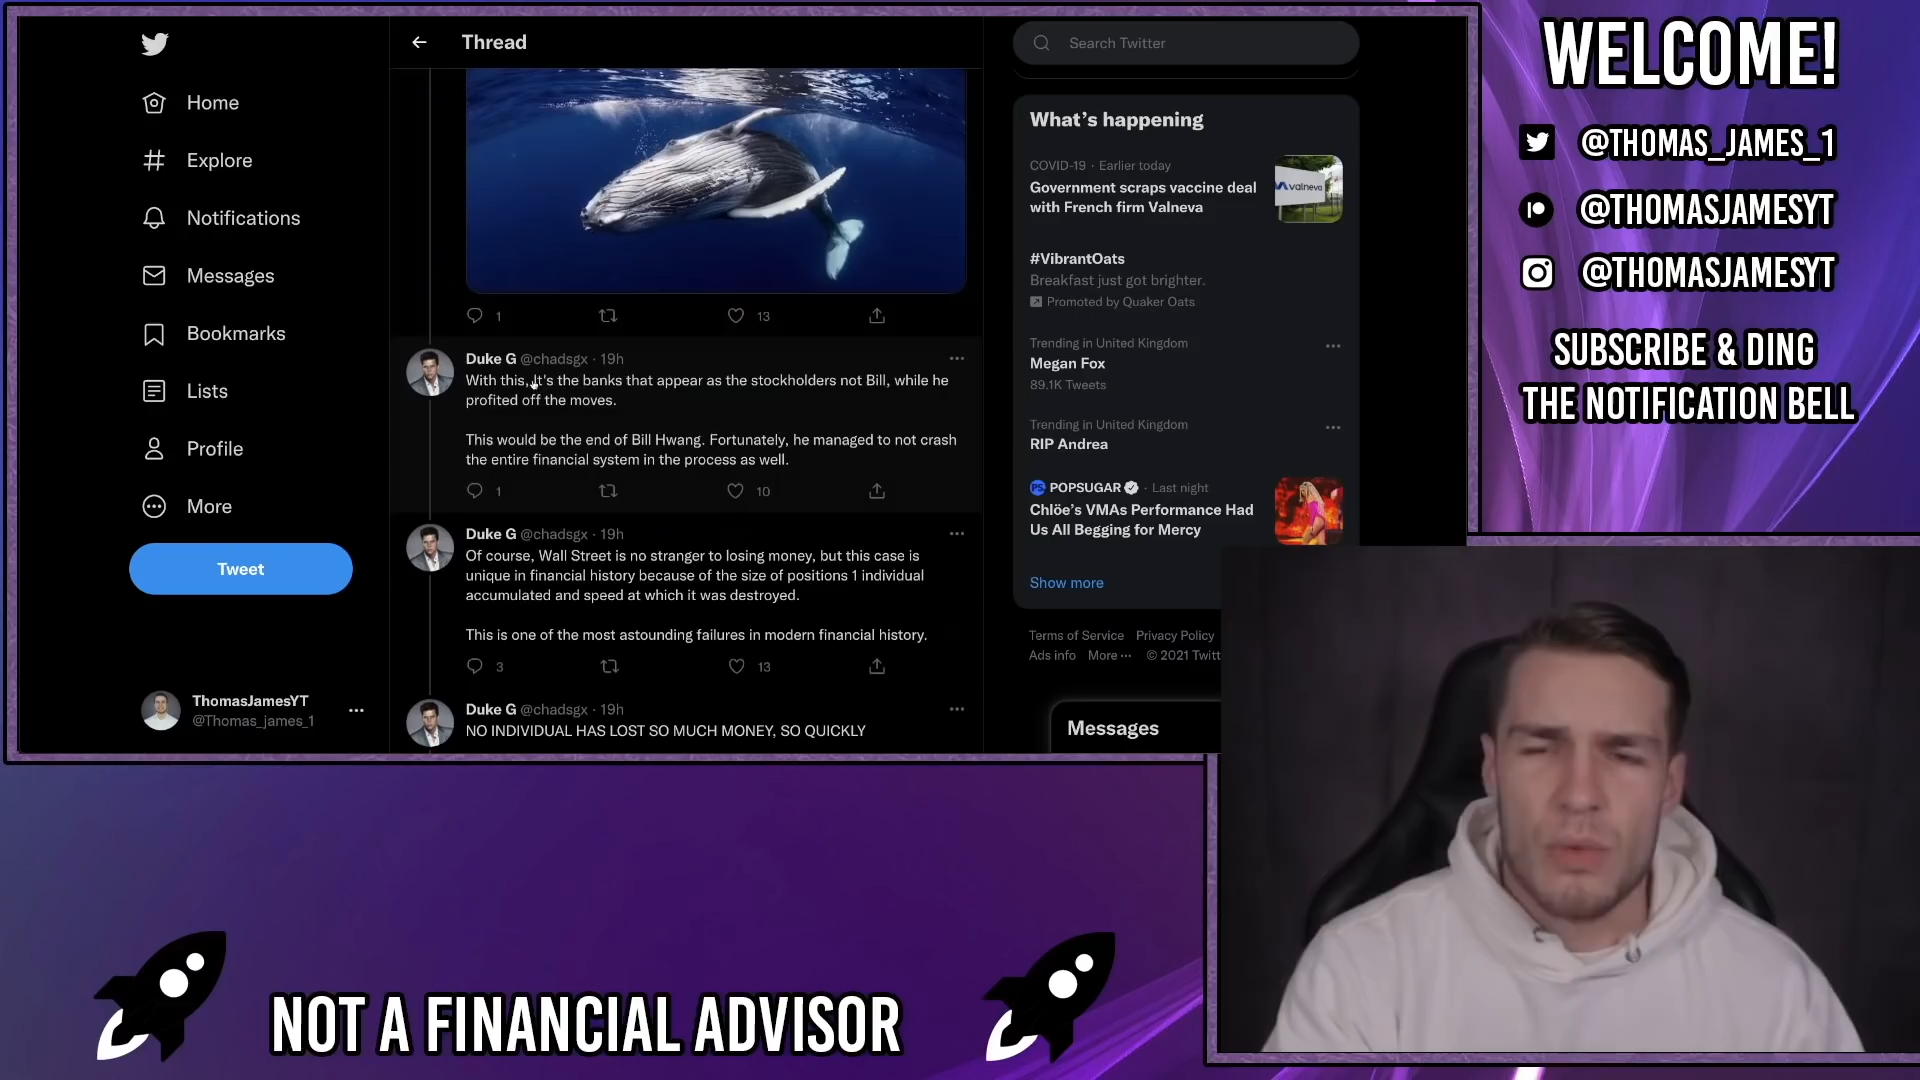 Thread
Home
Explore
Notifications
Messages
Bookmarks
Lists
Profile
More
Tweet
ThomasJamesYT
@Thomas_james_1
1
13
Duke G @chadsgx · 19h
With this, It's the banks that appear as the stockholders not Bill, while he
profited off the moves.
This would be the end of Bill Hwang. Fortunately, he managed to not crash
the entire financial system in the process as well.
1
10
Duke G @chadsgx · 19h
Of course, Wall Street is no stranger to losing money, but this case is
unique in financial history because of the size of positions 1 individual
accumulated and speed at which it was destroyed.
This is one of the most astounding failures in modern financial history.
3
13
Duke G @chadsgx · 19h
NO INDIVIDUAL HAS LOST SO MUCH MONEY, SO QUICKLY
Search Twitter
What's happening
COVID-19 · Earlier today
Government scraps vaccine deal
with French firm Valneva
valneva
#VibrantOats
Breakfast just got brighter.
Promoted by Quaker Oats
Trending in United Kingdom
Megan Fox
89.1K Tweets
Trending in United Kingdom
RIP Andrea
PS
POPSUGAR · Last night
Chlöe's VMAs Performance Had
Us All Begging for Mercy
Show more
Terms of Service Privacy Policy
Ads info More ··· © 2021 Twitt
Messages
WELCOME!
@THOMAS_JAMES_1
@THOMASJAMESYT
@THOMASJAMESYT
SUBSCRIBE & DING
THE NOTIFICATION BELL
NOT A FINANCIAL ADVISOR